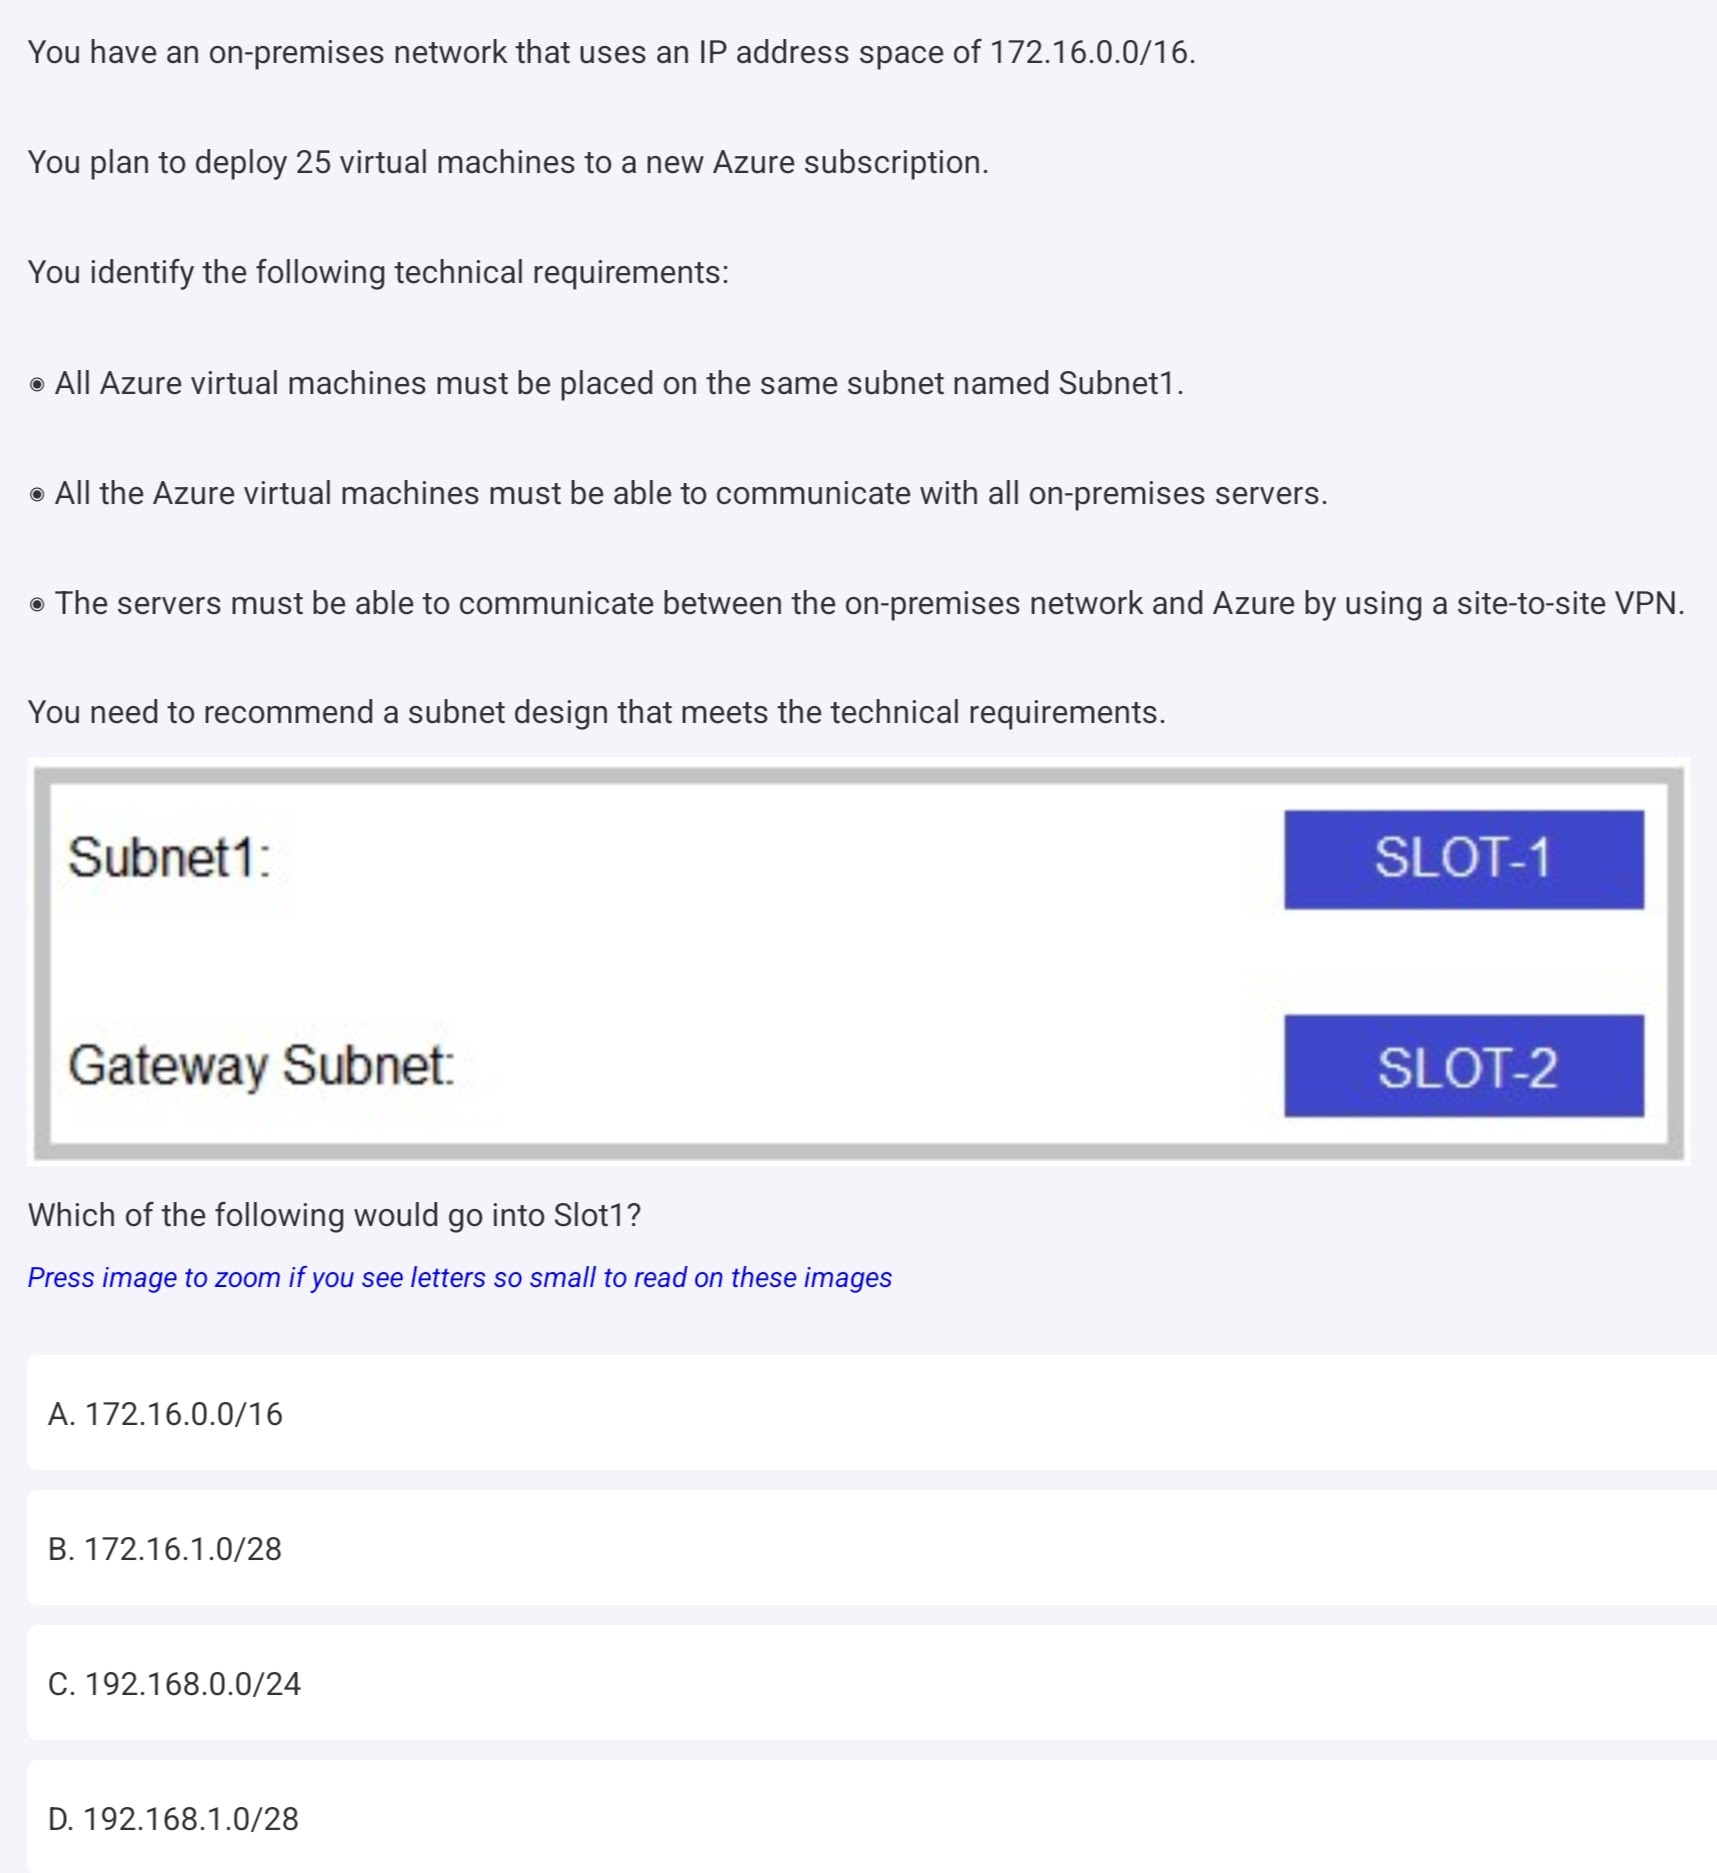 You have an on-premises network that uses an IP address space of 172.16.0.0/16.
You plan to deploy 25 virtual machines to a new Azure subscription.
You identify the following technical requirements:
◉ All Azure virtual machines must be placed on the same subnet named Subnet1.
◉ All the Azure virtual machines must be able to communicate with all on-premises servers.
◉ The servers must be able to communicate between the on-premises network and Azure by using a site-to-site VPN.
You need to recommend a subnet design that meets the technical requirements.
Subnet1: SLOT-1
Gateway Subnet: SLOT-2
Which of the following would go into Slot1?
Press image to zoom if you see letters so small to read on these images
A. 172.16.0.0/16
B. 172.16.1.0/28
C. 192.168.0.0/24
D. 192.168.1.0/28